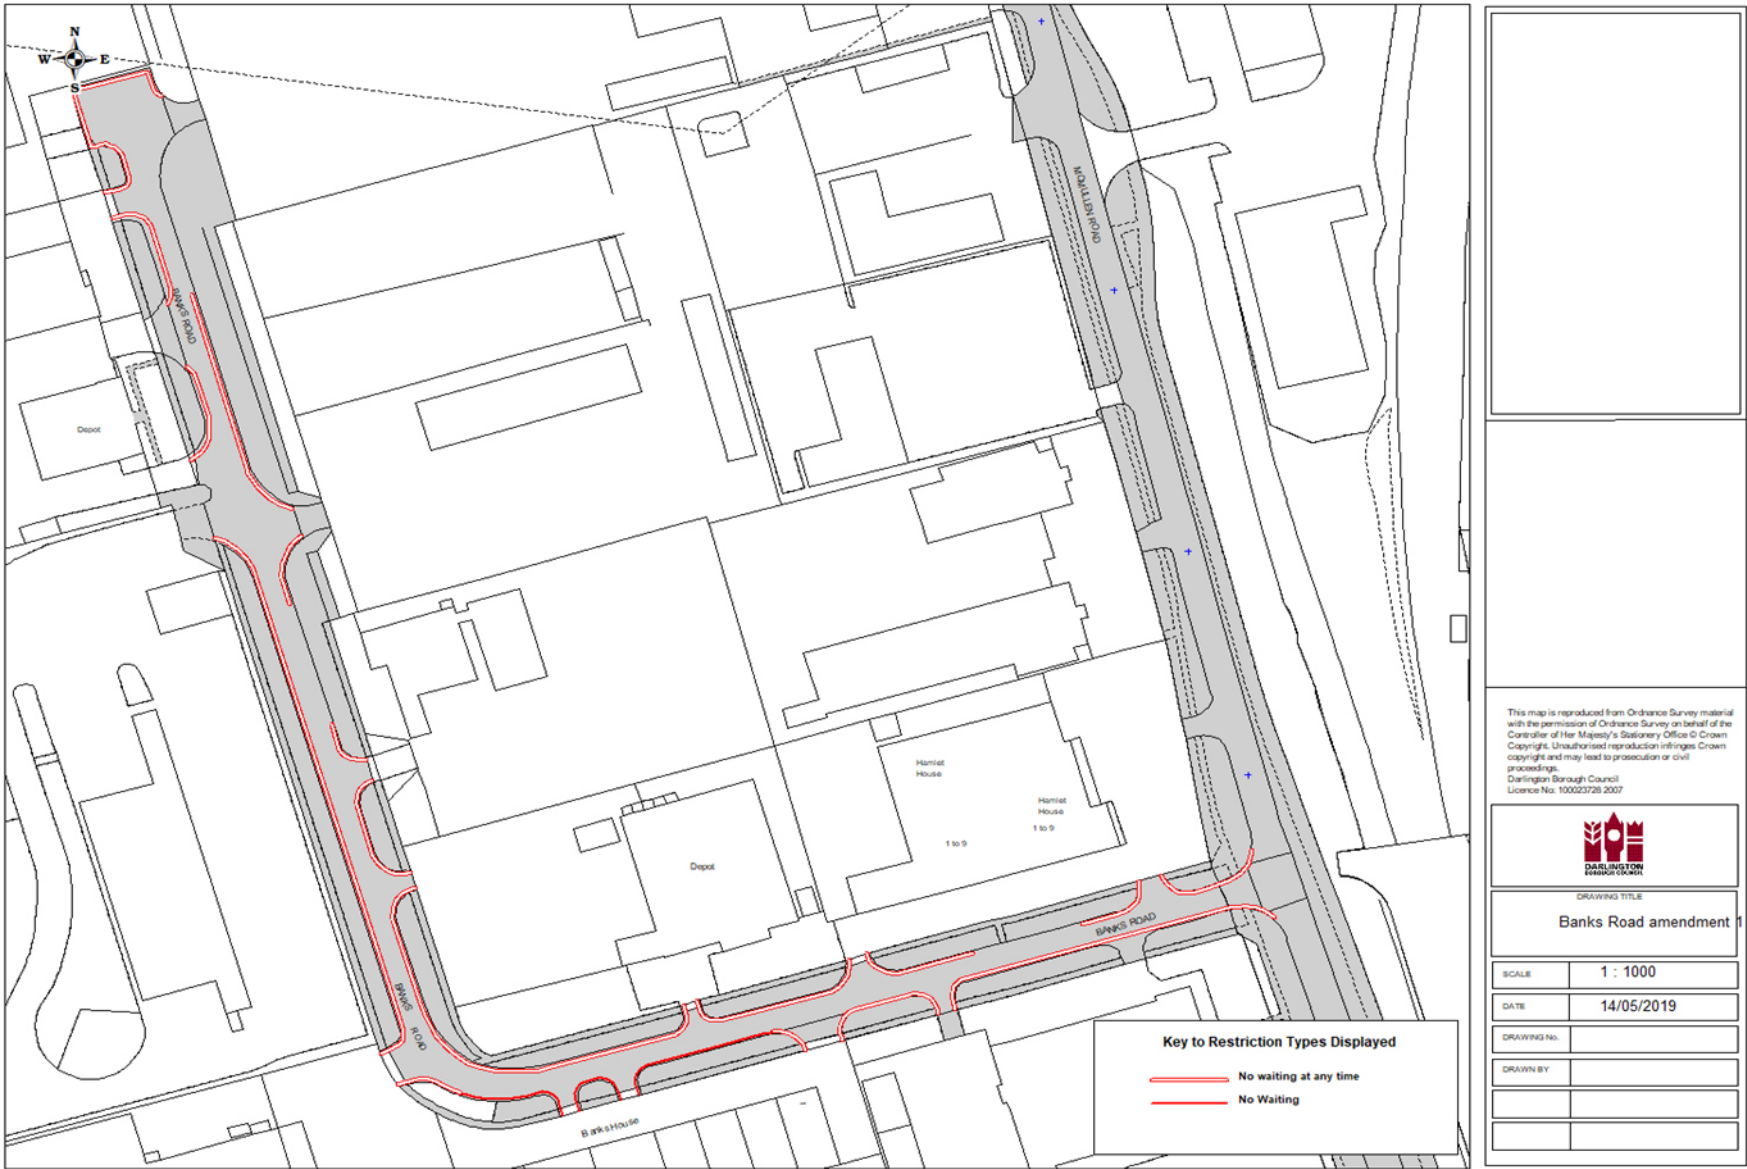 N
W E
S
BANKS ROAD
MCMULLEN ROAD
Depot
Hamlet
House
Hamlet
House
1 to 9
1 to 9
Depot
BANKS ROAD
BANKS ROAD
Banks House
Key to Restriction Types Displayed
No waiting at any time
No Waiting
This map is reproduced from Ordnance Survey material
with the permission of Ordnance Survey on behalf of the
Controller of Her Majesty's Stationery Office © Crown
Copyright. Unauthorised reproduction infringes Crown
copyright and may lead to prosecution or civil
proceedings.
Darlington Borough Council
Licence No: 100023728 2007
DARLINGTON
BOROUGH COUNCIL
DRAWING TITLE
Banks Road amendment 1
SCALE 1 : 1000
DATE 14/05/2019
DRAWING No.
DRAWN BY